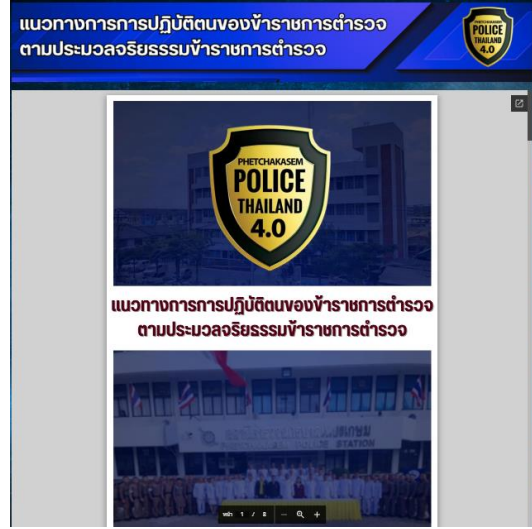 แนวทางการการปฏิบัติตนของข้าราชการตำรวจ
ตามประมวลจริยธรรมข้าราชการตำรวจ
POLICE
THAILAND
4.0
PHETCHAKASEM
POLICE
THAILAND
4.0
แนวทางการการปฏิบัติตนของข้าราชการตำรวจ
ตามประมวลจริยธรรมข้าราชการตำรวจ
POLICE STATION
หน้า 1 / 8 − +